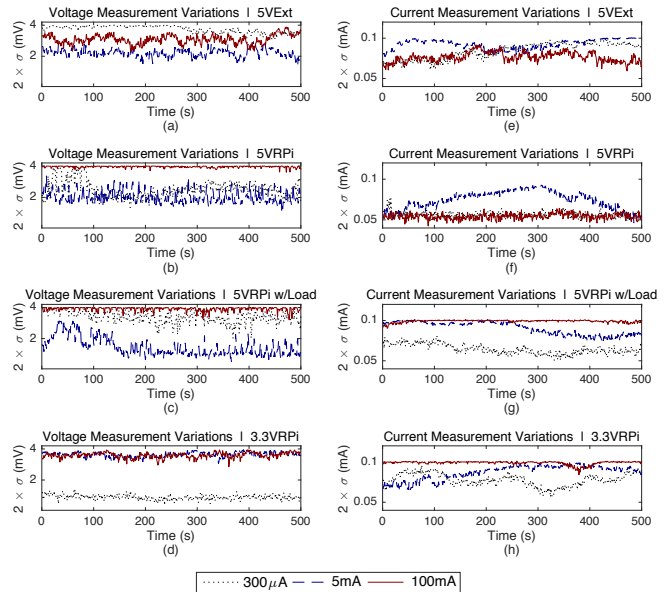 Voltage Measurement Variations | 5VExt
2 × σ (mV)
4
2
0 100 200 300 400 500
Time (s)
(a)
Current Measurement Variations | 5VExt
2 × σ (mA)
0.1
0.05
0 100 200 300 400 500
Time (s)
(e)
Voltage Measurement Variations | 5VRPi
2 × σ (mV)
4
2
0 100 200 300 400 500
Time (s)
(b)
Current Measurement Variations | 5VRPi
2 × σ (mA)
0.1
0.05
0 100 200 300 400 500
Time (s)
(f)
Voltage Measurement Variations | 5VRPi w/Load
2 × σ (mV)
4
2
0 100 200 300 400 500
Time (s)
(c)
Current Measurement Variations | 5VRPi w/Load
2 × σ (mA)
0.1
0.05
0 100 200 300 400 500
Time (s)
(g)
Voltage Measurement Variations | 3.3VRPi
2 × σ (mV)
4
2
0 100 200 300 400 500
Time (s)
(d)
Current Measurement Variations | 3.3VRPi
2 × σ (mA)
0.1
0.05
0 100 200 300 400 500
Time (s)
(h)
300μA 5mA 100mA